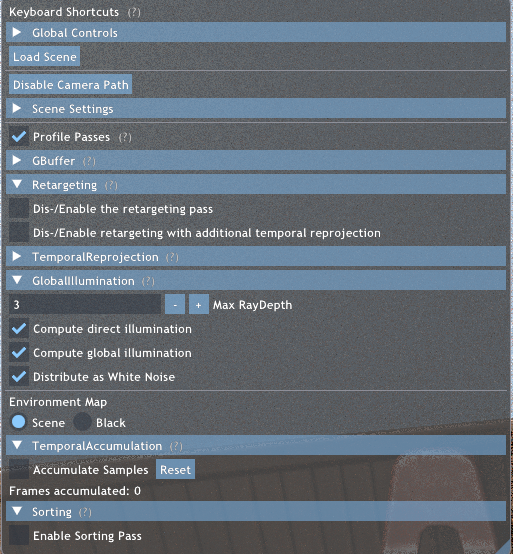 Keyboard Shortcuts (?)
Global Controls
Load Scene
Disable Camera Path
Scene Settings
Profile Passes (?)
GBuffer (?)
Retargeting (?)
Dis-/Enable the retargeting pass
Dis-/Enable retargeting with additional temporal reprojection
TemporalReprojection (?)
GlobalIllumination (?)
3 - + Max RayDepth
Compute direct illumination
Compute global illumination
Distribute as White Noise
Environment Map
Scene Black
TemporalAccumulation (?)
Accumulate Samples Reset
Frames accumulated: 0
Sorting (?)
Enable Sorting Pass